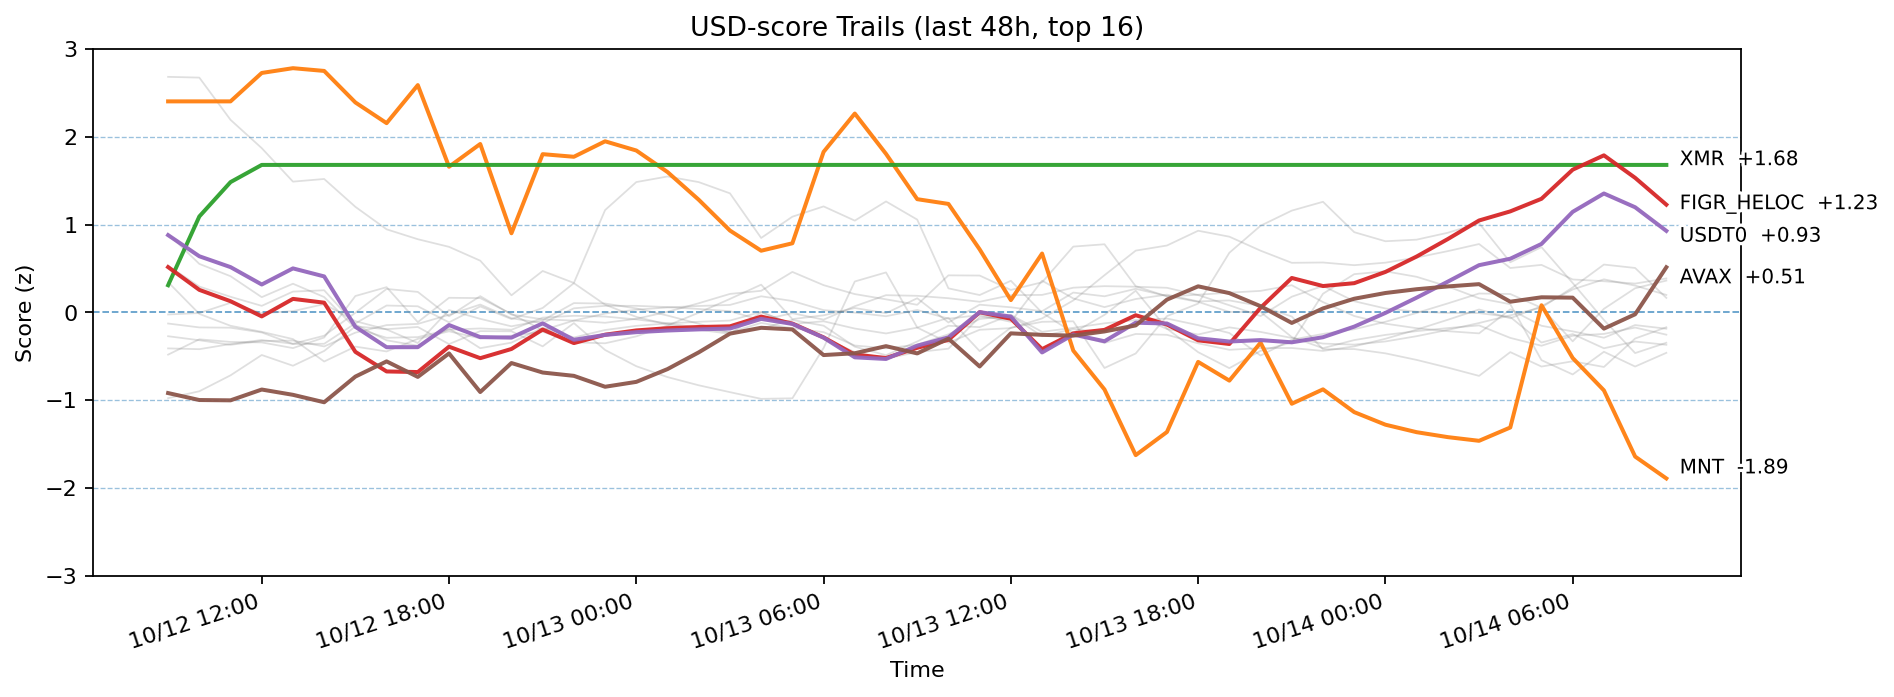 USD-score Trails (last 48h, top 16)
Score (z)
3
2
1
0
−1
−2
−3
XMR +1.68
FIGR_HELOC +1.23
USDT0 +0.93
AVAX +0.51
MNT -1.89
10/12 12:00
10/12 18:00
10/13 00:00
10/13 06:00
10/13 12:00
10/13 18:00
10/14 00:00
10/14 06:00
Time